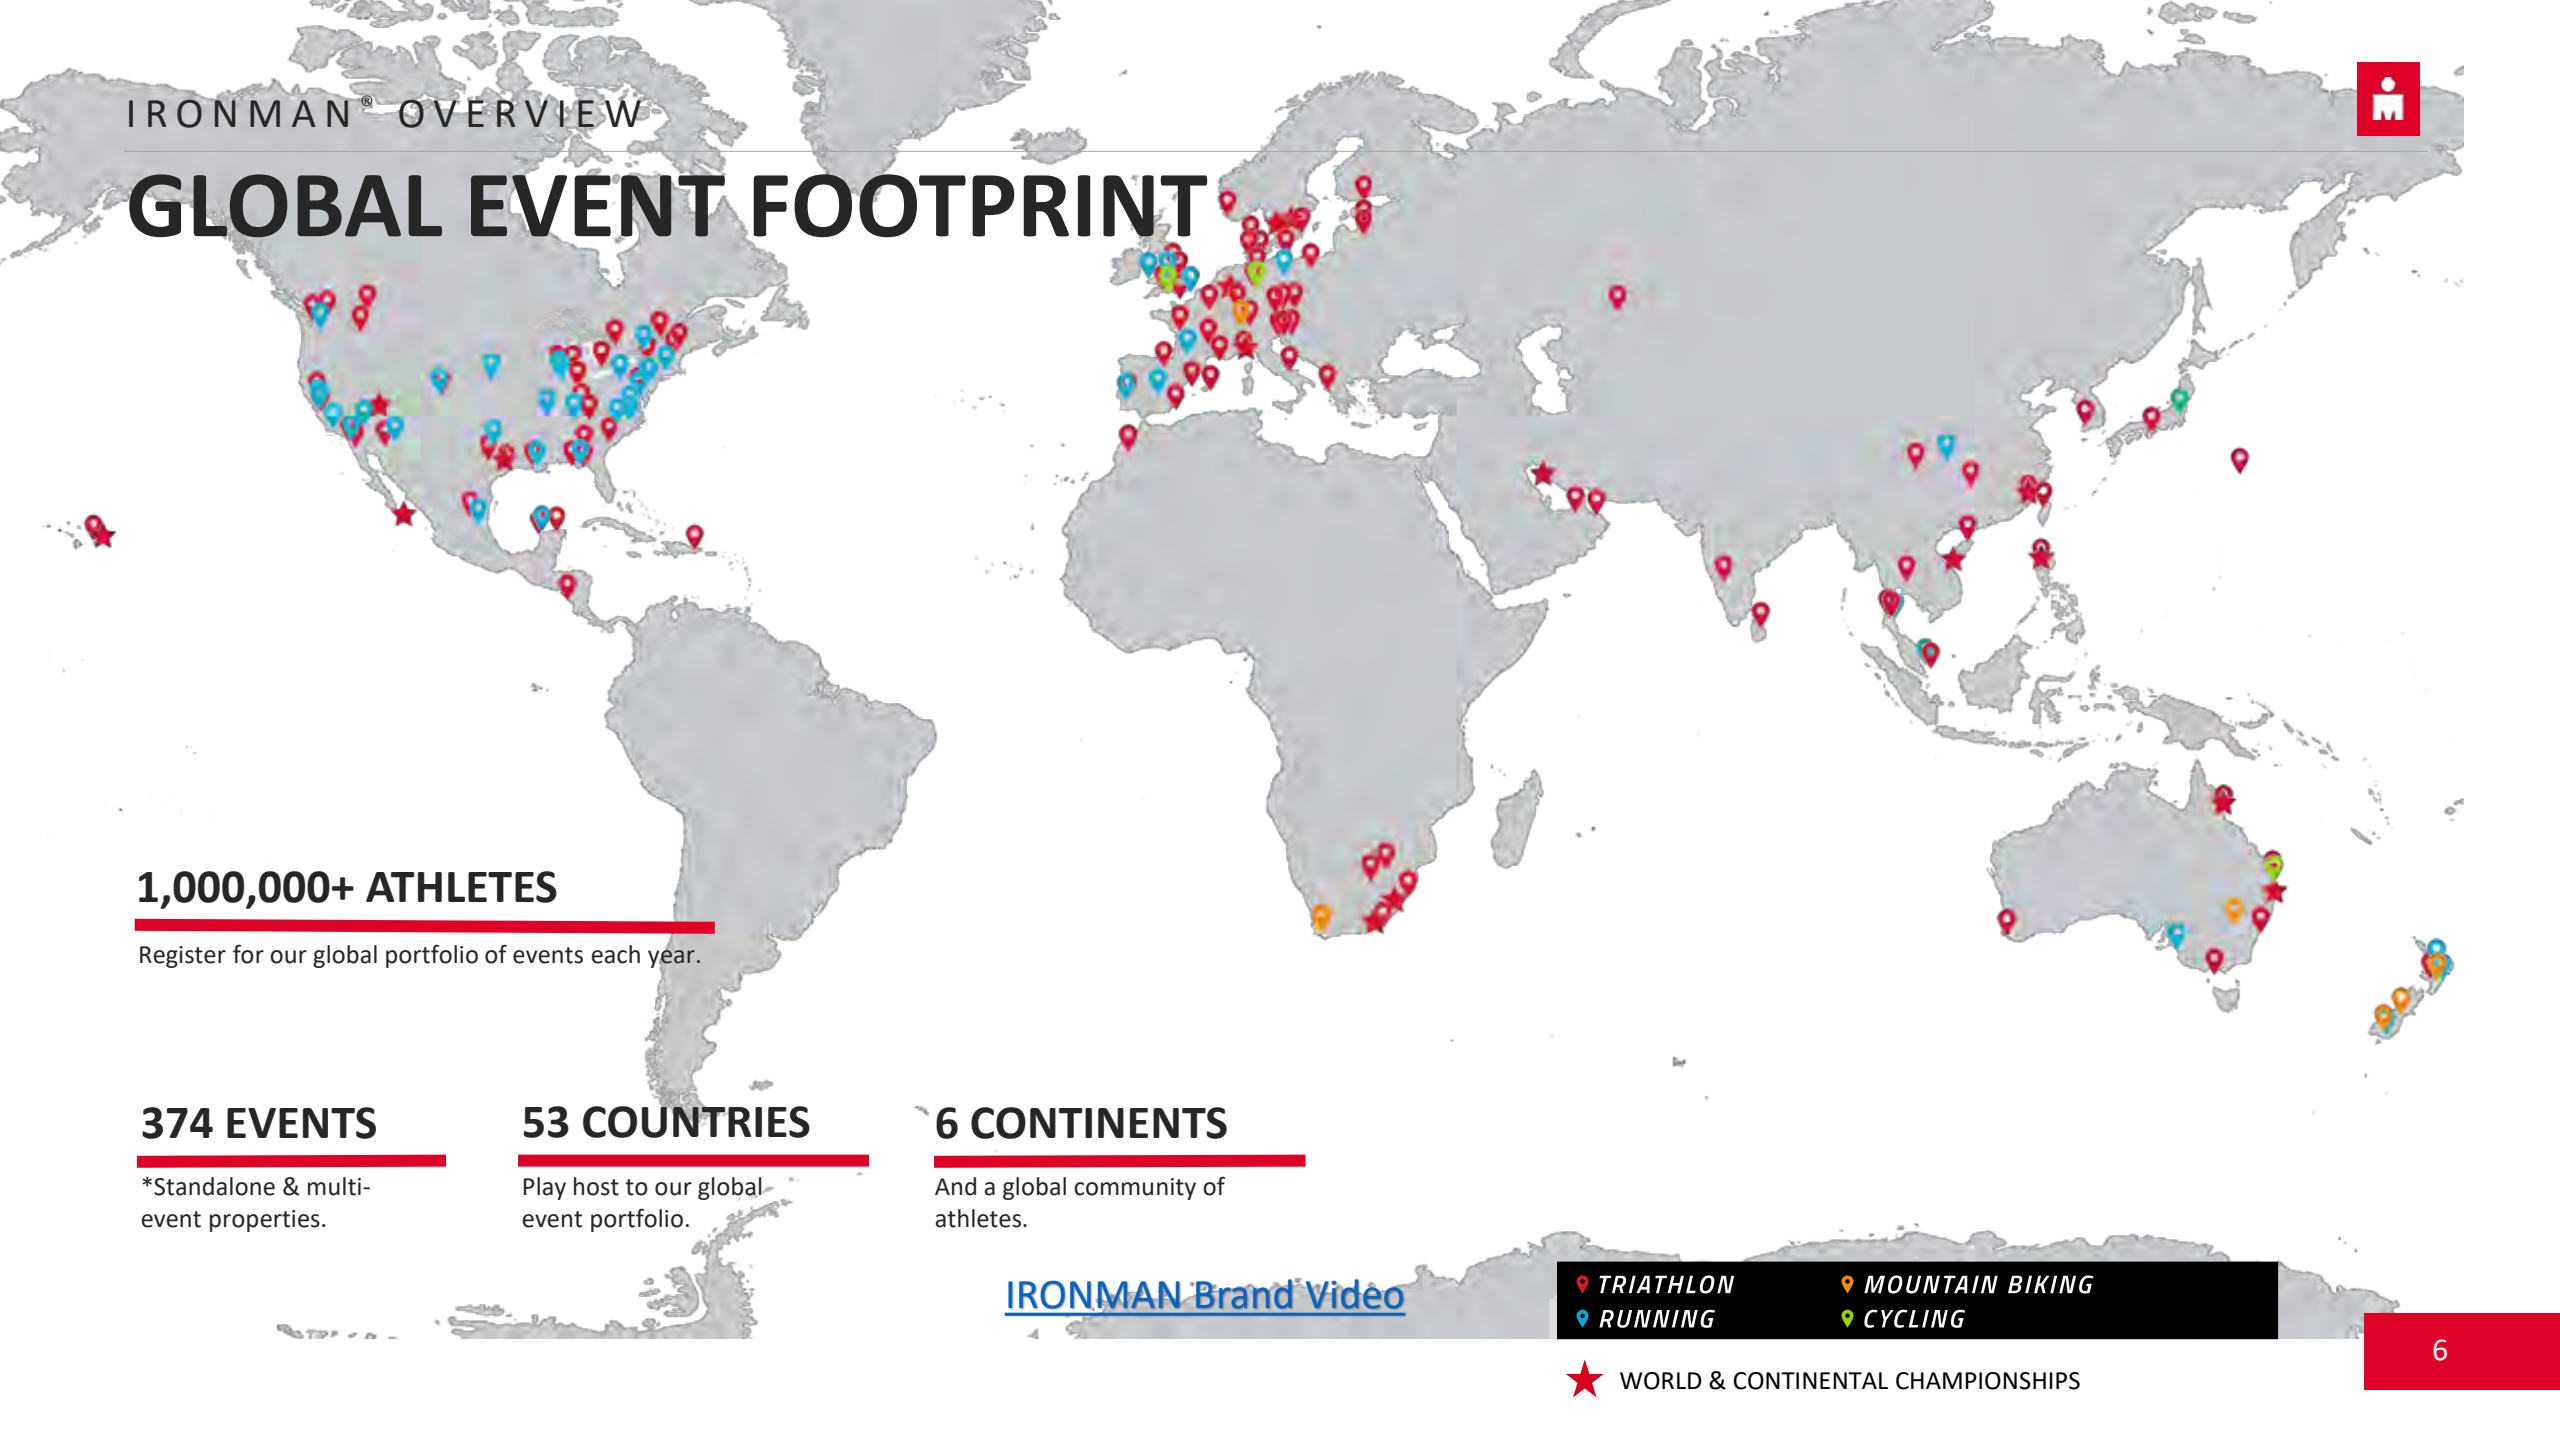 IRONMAN® OVERVIEW
GLOBAL EVENT FOOTPRINT
1,000,000+ ATHLETES
Register for our global portfolio of events each year.
374 EVENTS
*Standalone & multi-
event properties.
53 COUNTRIES
Play host to our global
event portfolio.
6 CONTINENTS
And a global community of
athletes.
IRONMAN Brand Video
TRIATHLON
MOUNTAIN BIKING
RUNNING
CYCLING
WORLD & CONTINENTAL CHAMPIONSHIPS
6